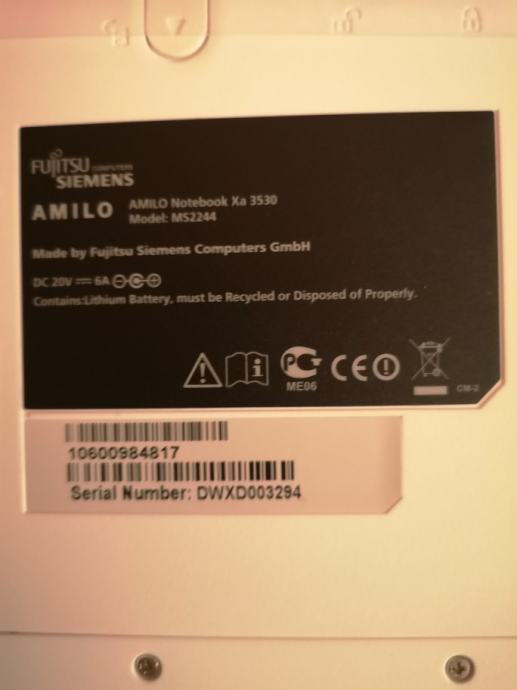 FUJITSU COMPUTERS
SIEMENS
AMILO
AMILO Notebook Xa 3530
Model: MS2244
Made by Fujitsu Siemens Computers GmbH
DC 20V 6A
Contains:Lithium Battery, must be Recycled or Disposed of Properly.
ME06
CE
CM-2
10600984817
Serial Number: DWXD003294